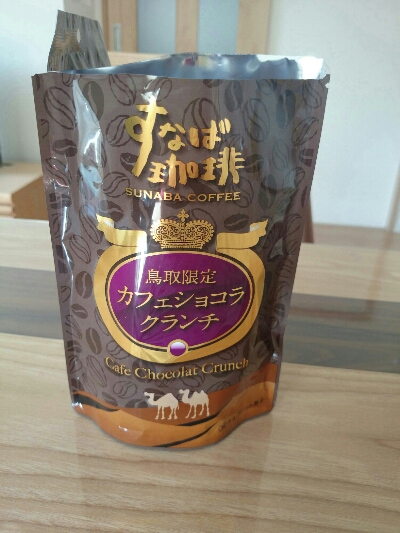 すなば
珈琲
SUNABA COFFEE
鳥取限定
カフェショコラ
クランチ
Cafe Chocolat Crunch